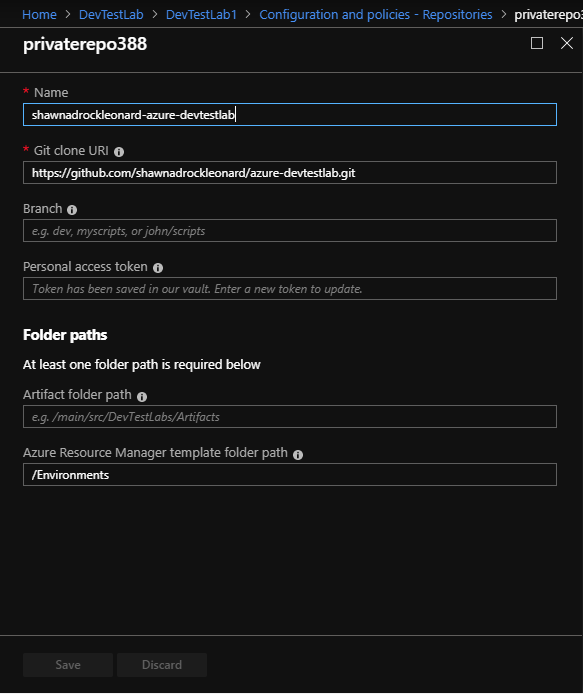 Home > DevTestLab > DevTestLab1 > Configuration and policies - Repositories >
privaterepo388
* Name
shawnadrockleonard-azure-devtestlab
* Git clone URI
https://github.com/shawnadrockleonard/azure-devtestlab.git
Branch
e.g. dev, myscripts, or john/scripts
Personal access token
Token has been saved in our vault. Enter a new token to update.
Folder paths
At least one folder path is required below
Artifact folder path
e.g. /main/src/DevTestLabs/Artifacts
Azure Resource Manager template folder path
/Environments
Save Discard